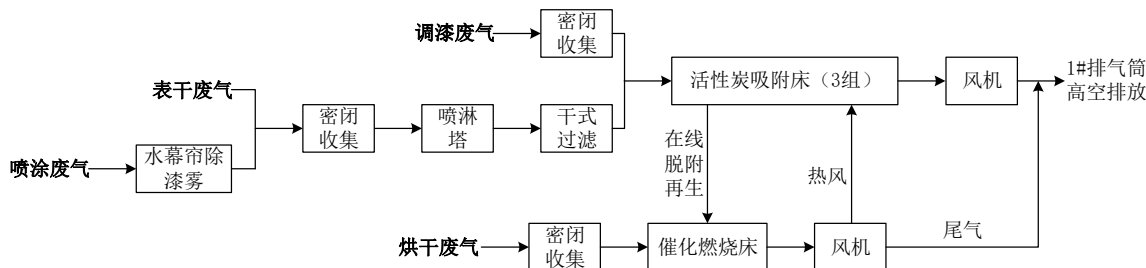 调漆废气
密闭
收集
表干废气
喷涂废气
水幕帘除
漆雾
密闭
收集
喷淋
塔
干式
过滤
活性炭吸附床（3组）
风机
1#排气筒
高空排放
在线
脱附
再生
热风
烘干废气
密闭
收集
催化燃烧床
风机
尾气